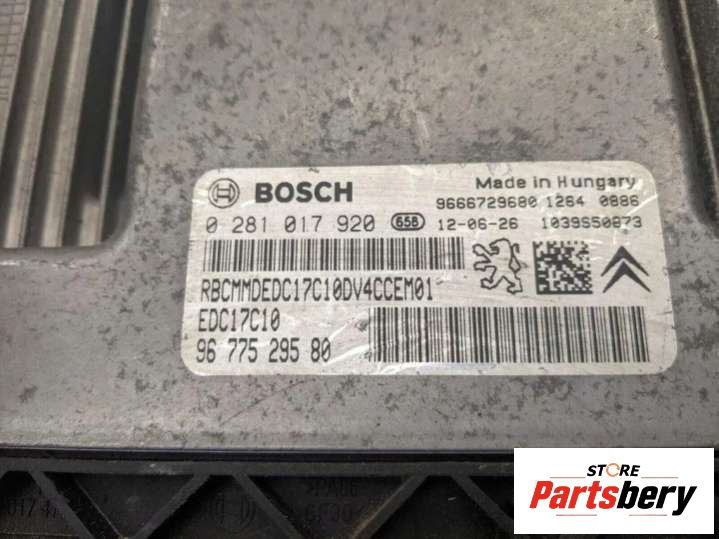 BOSCH
Made in Hungary
9666729680 1264 0886
0 281 017 920 658 12-06-26 1039S50873
RBCMMDEDC17C10DV4CCEM01
EDC17C10
96 775 295 80
STORE
Partsbery